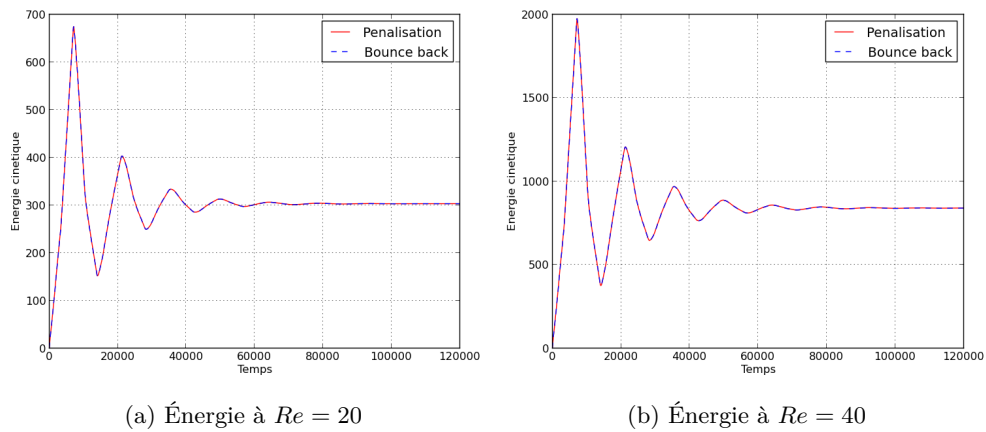 700
600
500
400
300
200
100
0
Energie cinetique
0 20000 40000 60000 80000 100000 120000
Temps
Penalisation
Bounce back
(a) Énergie à Re = 20
2000
1500
1000
500
0
Energie cinetique
0 20000 40000 60000 80000 100000 120000
Temps
Penalisation
Bounce back
(b) Énergie à Re = 40